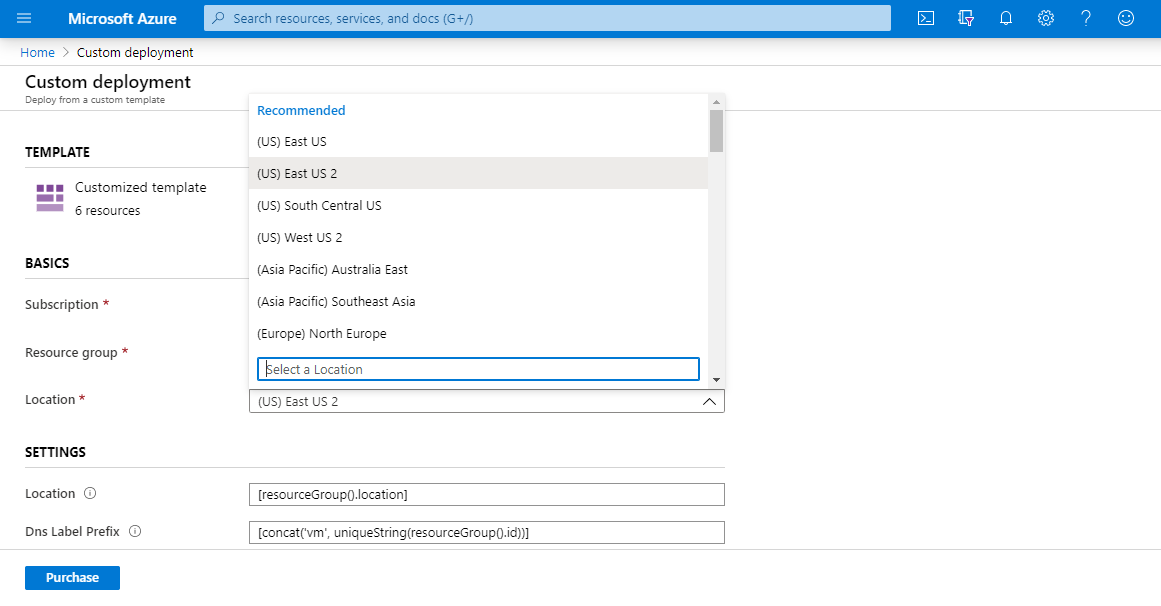 Microsoft Azure
Search resources, services, and docs (G+/)
Home > Custom deployment
Custom deployment
Deploy from a custom template
TEMPLATE
Customized template
6 resources
BASICS
Subscription *
Resource group *
Recommended
(US) East US
(US) East US 2
(US) South Central US
(US) West US 2
(Asia Pacific) Australia East
(Asia Pacific) Southeast Asia
(Europe) North Europe
Select a Location
Location * (US) East US 2
SETTINGS
Location [resourceGroup().location]
Dns Label Prefix [concat('vm', uniqueString(resourceGroup().id))]
Purchase